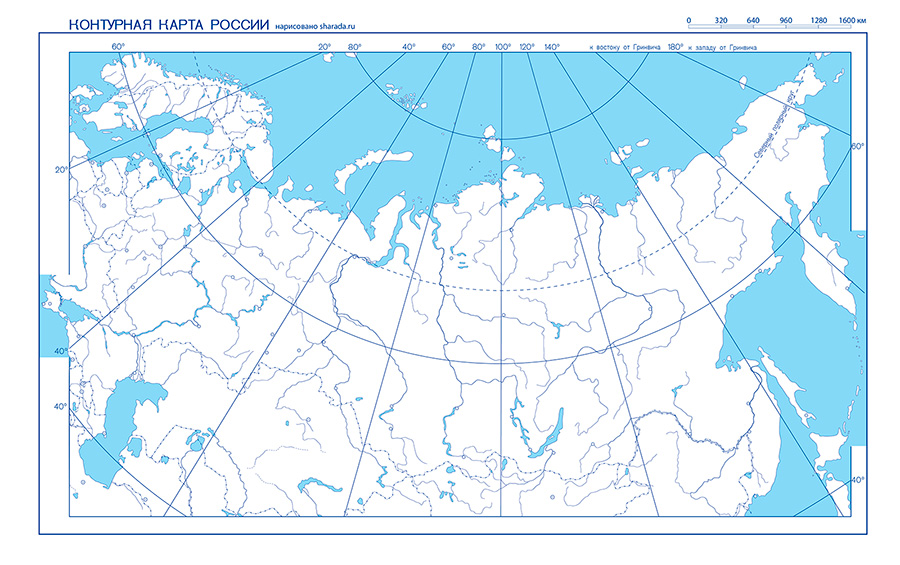 КОНТУРНАЯ КАРТА РОССИИ нарисовано sharada.ru
0 320 640 960 1280 1600 км
60° 20° 80° 40° 60° 80° 100° 120° 140° к востоку от Гринвича 180° к западу от Гринвича
Северный полярный круг
60°
20°
40°
40°
40°